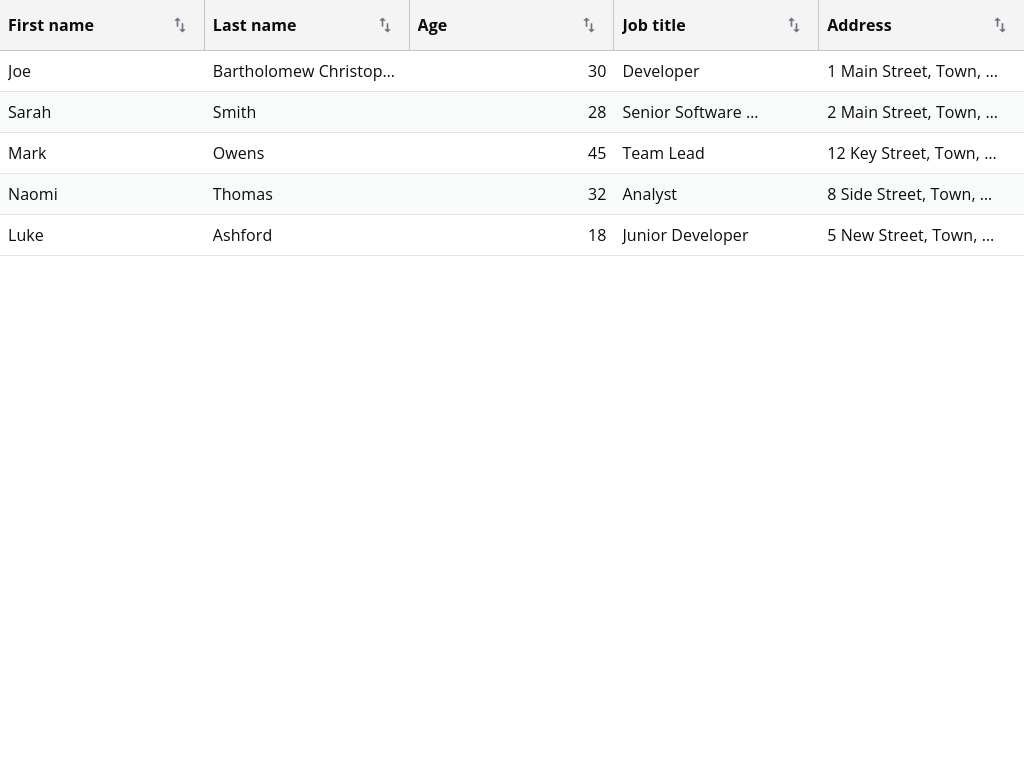 First name Last name Age Job title Address
Joe Bartholomew Christop... 30 Developer 1 Main Street, Town, ...
Sarah Smith 28 Senior Software ... 2 Main Street, Town, ...
Mark Owens 45 Team Lead 12 Key Street, Town, ...
Naomi Thomas 32 Analyst 8 Side Street, Town, ...
Luke Ashford 18 Junior Developer 5 New Street, Town, ...